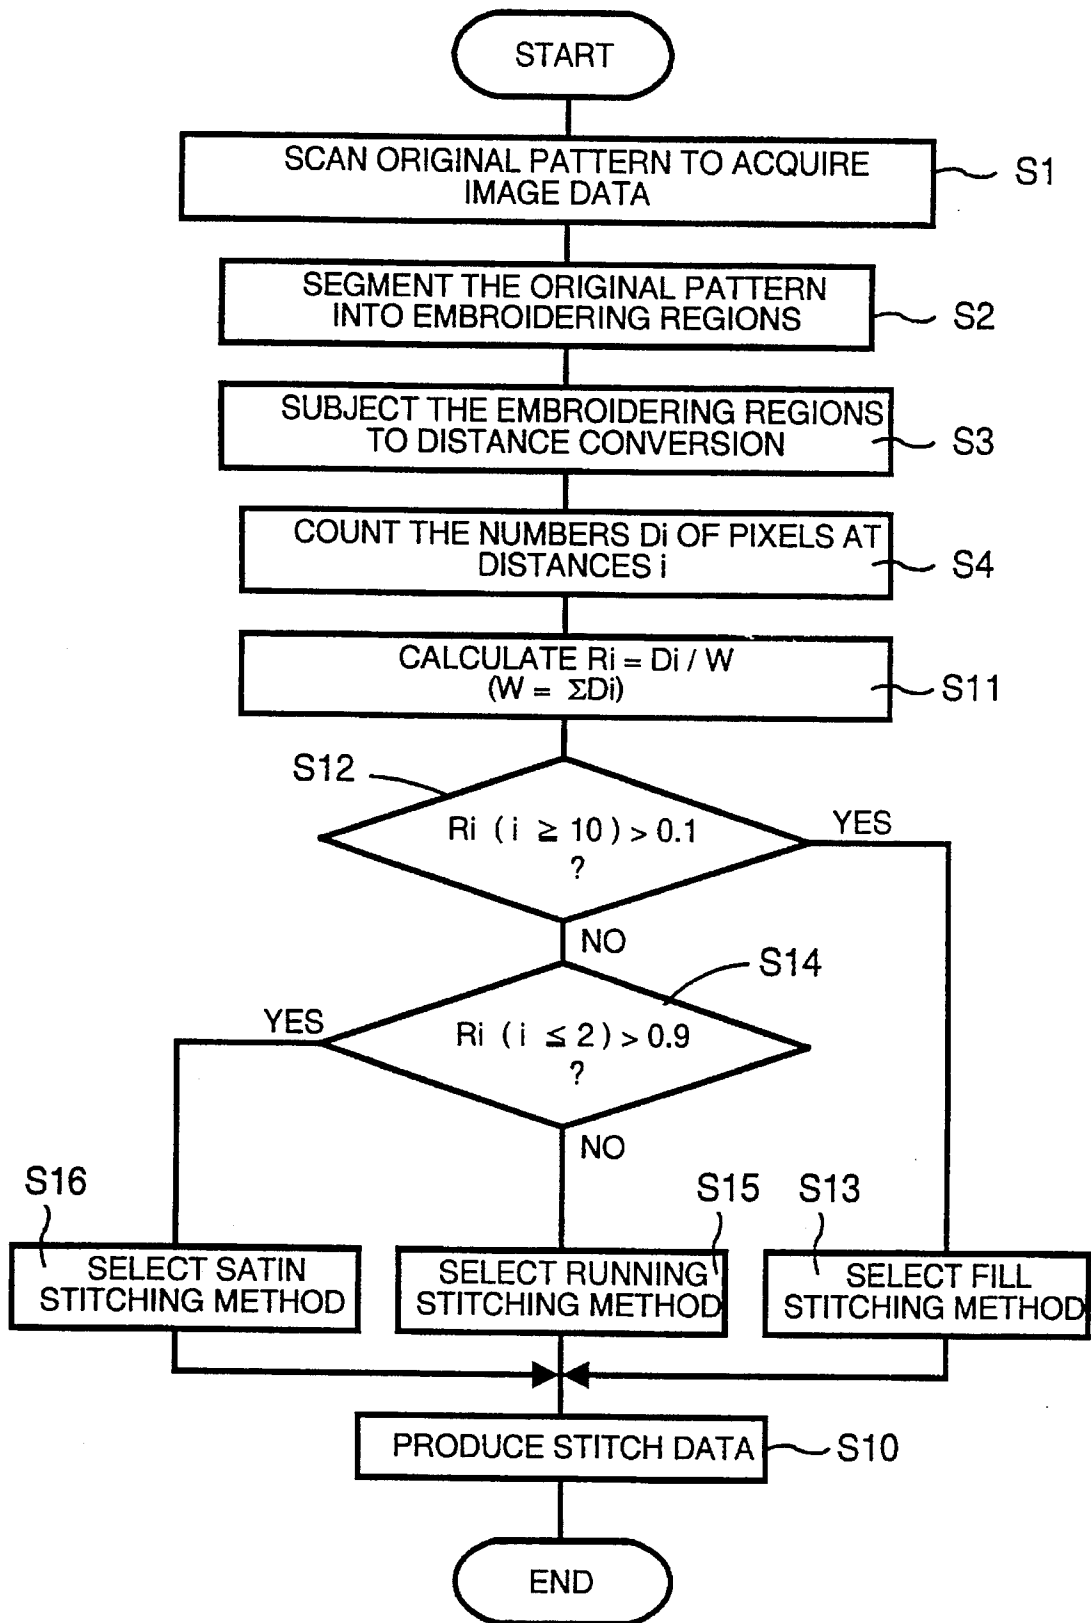 START
SCAN ORIGINAL PATTERN TO ACQUIRE
IMAGE DATA
S1
SEGMENT THE ORIGINAL PATTERN
INTO EMBROIDERING REGIONS
S2
SUBJECT THE EMBROIDERING REGIONS
TO DISTANCE CONVERSION
S3
COUNT THE NUMBERS Di OF PIXELS AT
DISTANCES i
S4
CALCULATE Ri = Di / W
(W = ΣDi)
S11
S12
Ri ( i ≧ 10 ) > 0.1
?
YES
NO
S14
YES
Ri ( i ≤ 2 ) > 0.9
?
NO
S16
S15
S13
SELECT SATIN
STITCHING METHOD
SELECT RUNNING
STITCHING METHOD
SELECT FILL
STITCHING METHOD
PRODUCE STITCH DATA
S10
END